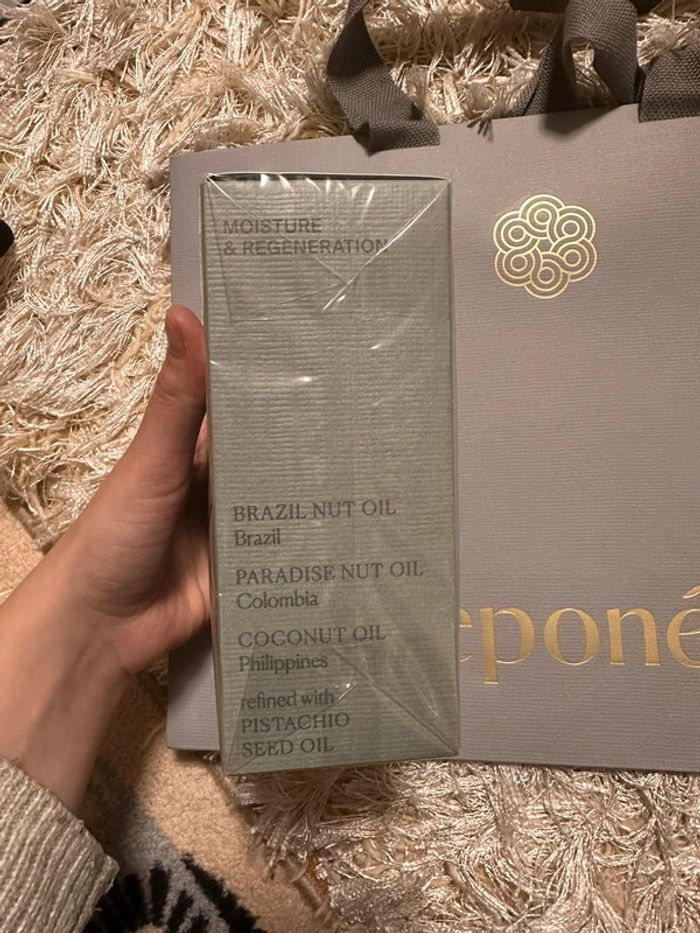 MOISTURE
& REGENERATION
BRAZIL NUT OIL
Brazil
PARADISE NUT OIL
Colombia
COCONUT OIL
Philippines
refined with
PISTACHIO
SEED OIL
eponé